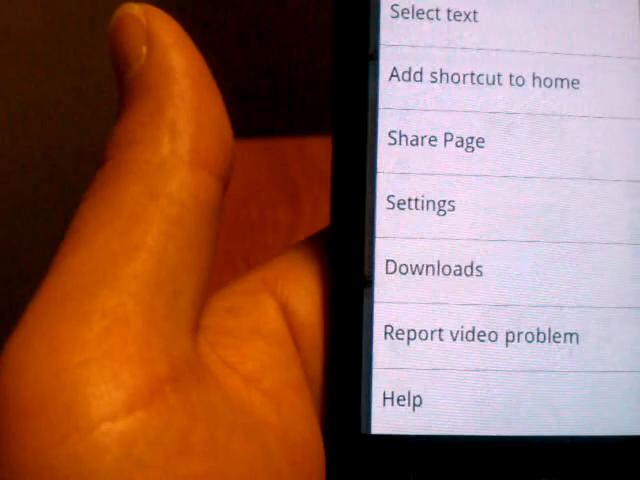 Select text
Add shortcut to home
Share Page
Settings
Downloads
Report video problem
Help